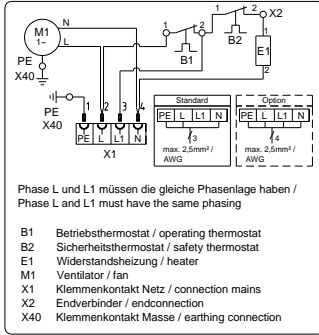 M1
1~
N
L
1
2
B1
1
2
B2
X2
1
E1
2
PE
X40
PE
X40
1
2
3
4
PE L L1 N
X1
Standard
PE L L1 N
3
max. 2,5mm² /
AWG
Option
PE L L1 N
4
max. 2,5mm² /
AWG
Phase L und L1 müssen die gleiche Phasenlage haben /
Phase L and L1 must have the same phasing
B1 Betriebsthermostat / operating thermostat
B2 Sicherheitsthermostat / safety thermostat
E1 Widerstandsheizung / heater
M1 Ventilator / fan
X1 Klemmenkontakt Netz / connection mains
X2 Endverbinder / endconnection
X40 Klemmenkontakt Masse / earthing connection